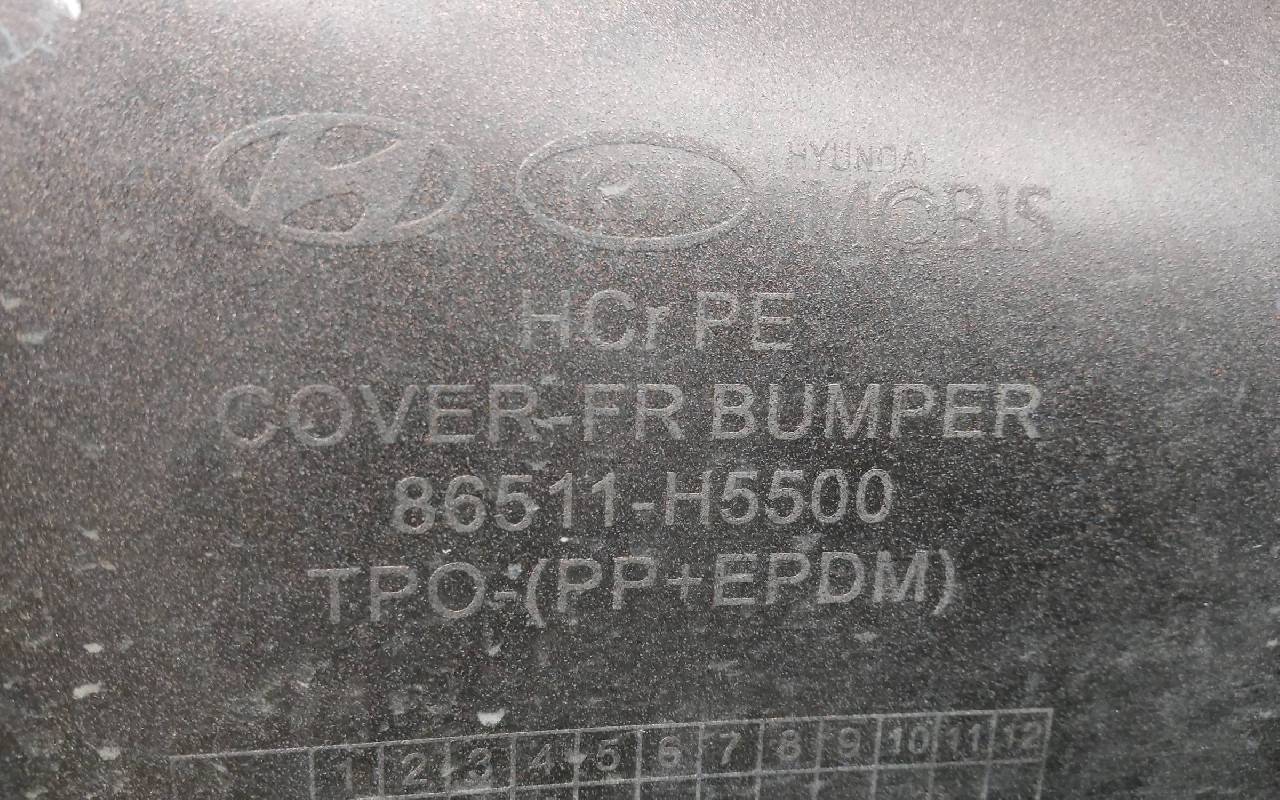 KIA
HYUNDAI
MOBIS
HCr PE
COVER-FR BUMPER
86511-H5500
TPO-(PP+EPDM)
1 2 3 4 5 6 7 8 9 10 11 12